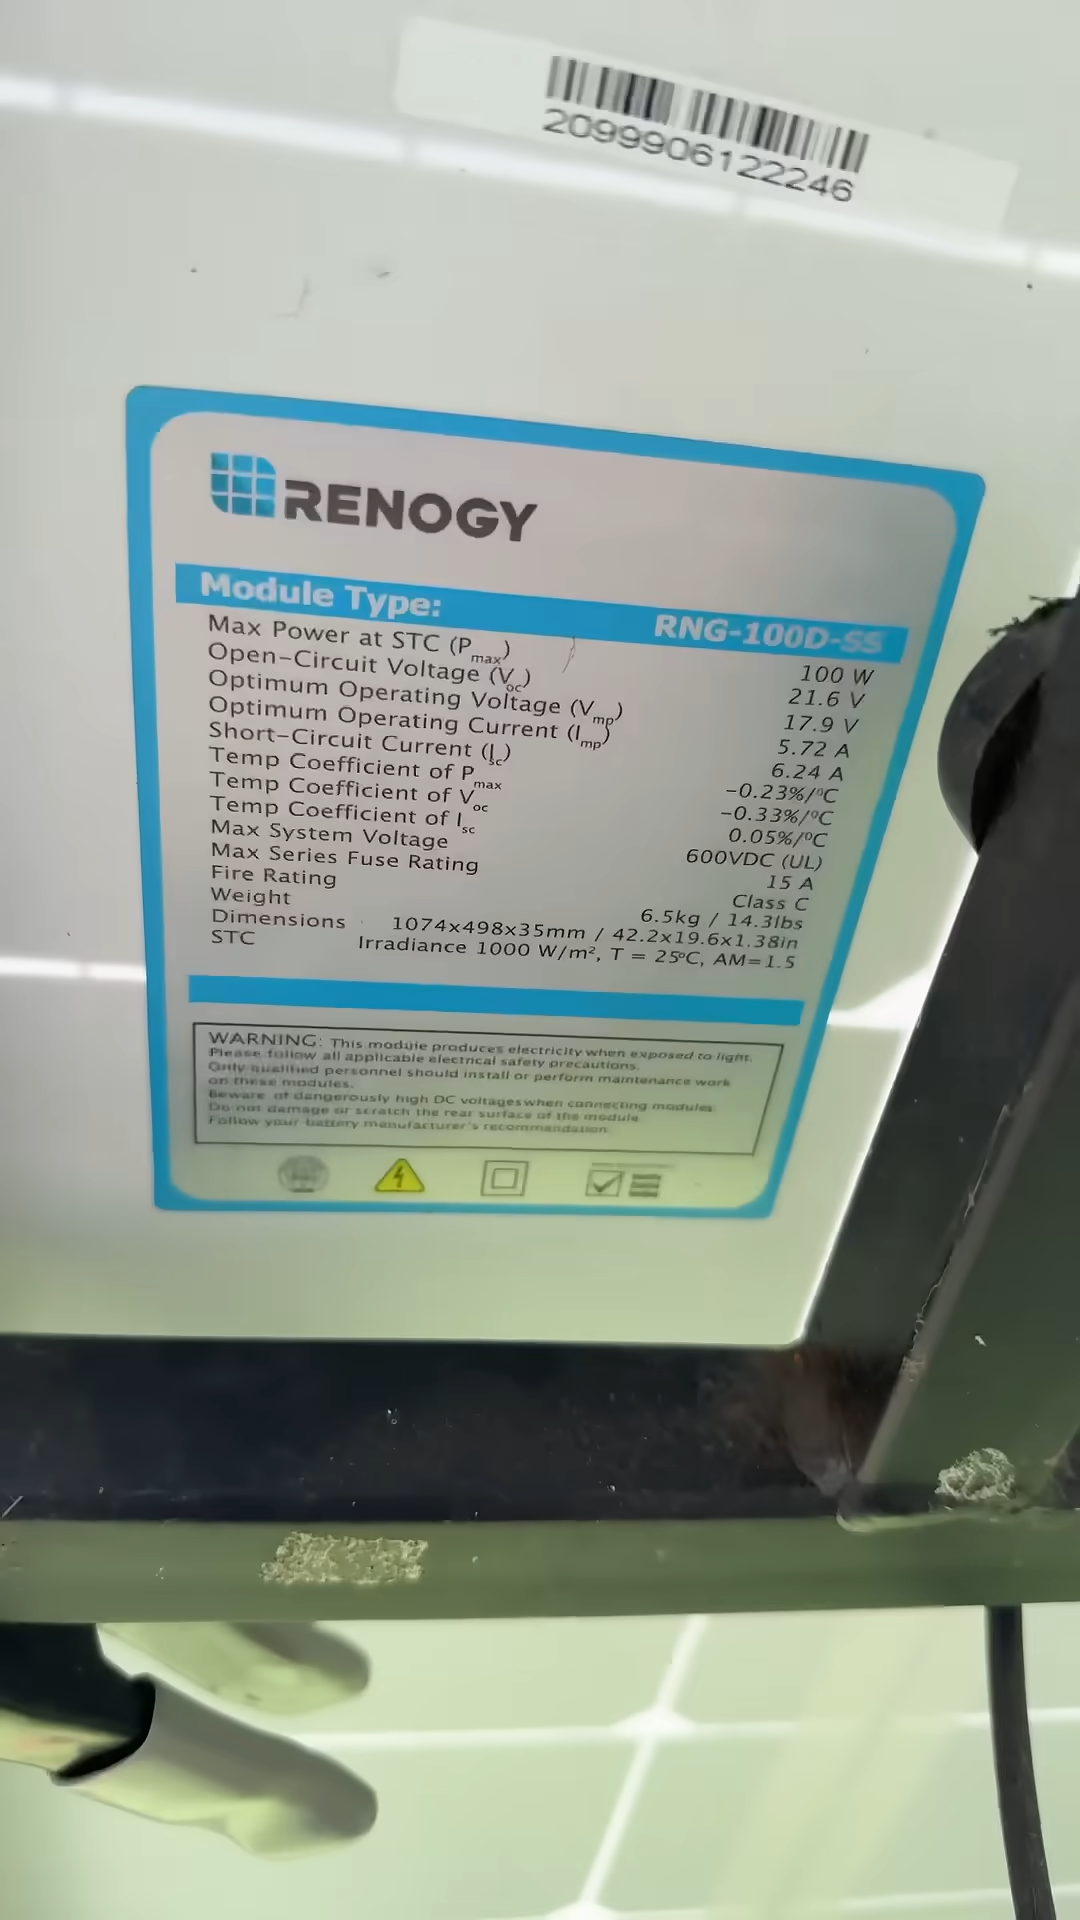 2099906122246
RENOGY
Module Type: RNG-100D-SS
Max Power at STC (Pmax) 100 W
Open-Circuit Voltage (Voc) 21.6 V
Optimum Operating Voltage (Vmp) 17.9 V
Optimum Operating Current (Imp) 5.72 A
Short-Circuit Current (Isc) 6.24 A
Temp Coefficient of Pmax -0.23%/°C
Temp Coefficient of Voc -0.33%/°C
Temp Coefficient of Isc 0.05%/°C
Max System Voltage 600VDC (UL)
Max Series Fuse Rating 15 A
Fire Rating Class C
Weight 6.5kg / 14.3lbs
Dimensions 1074x498x35mm / 42.2x19.6x1.38in
STC Irradiance 1000 W/m², T = 25°C, AM=1.5
WARNING: This module produces electricity when exposed to light.
Please follow all applicable electrical safety precautions.
Only qualified personnel should install or perform maintenance work
on these modules.
Beware of dangerously high DC voltages when connecting modules.
Do not damage or scratch the rear surface of the module.
Follow your battery manufacturer's recommendation.